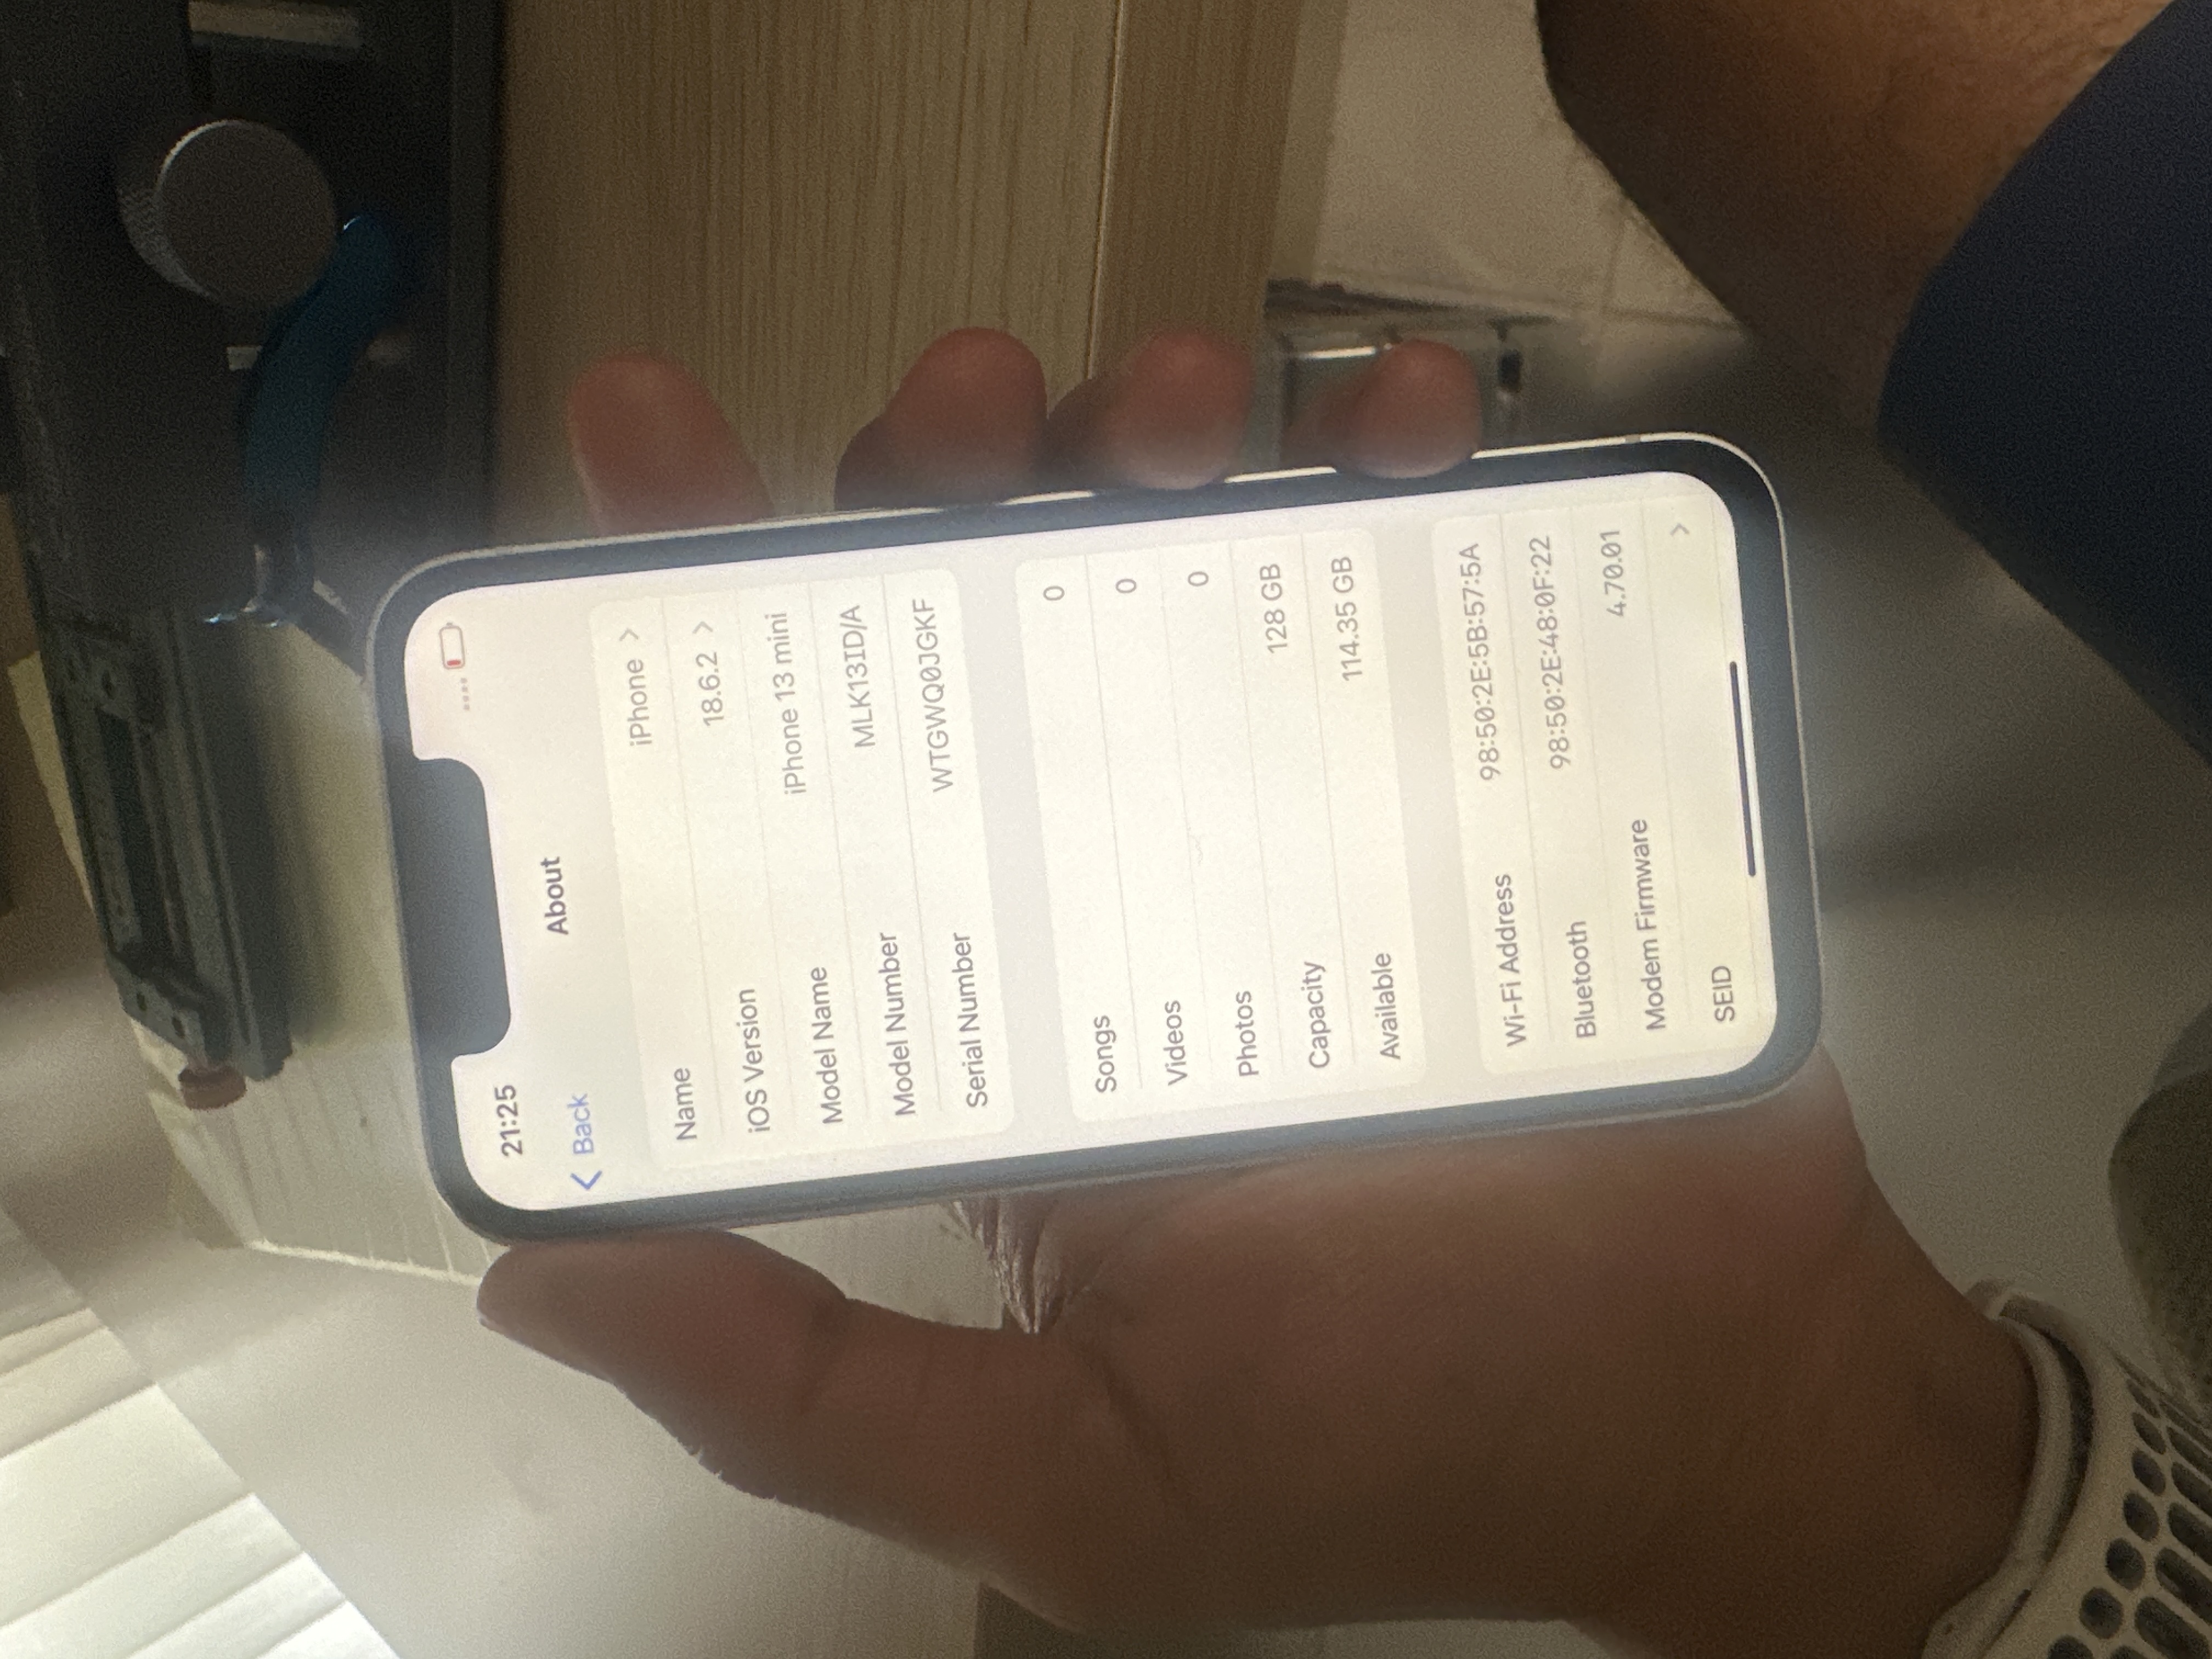 21:25
Back
About
Name iPhone
iOS Version 18.6.2
Model Name iPhone 13 mini
Model Number MLK13ID/A
Serial Number WTGWQ0JGKF
Songs 0
Videos 0
Photos 0
Capacity 128 GB
Available 114.35 GB
Wi-Fi Address 98:50:2E:5B:57:5A
Bluetooth 98:50:2E:48:0F:22
Modem Firmware 4.70.01
SEID